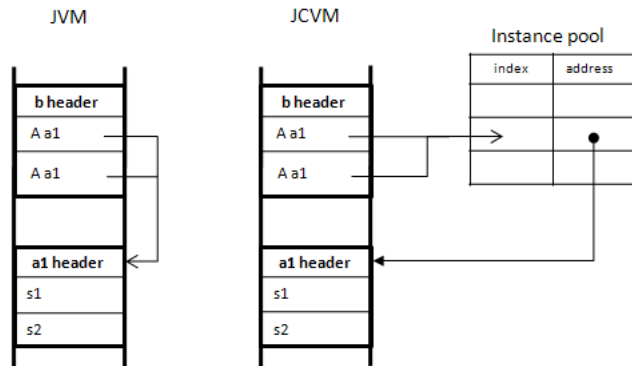 JVM
JCVM
Instance pool
index address
b header
A a1
A a1
a1 header
s1
s2
b header
A a1
A a1
a1 header
s1
s2